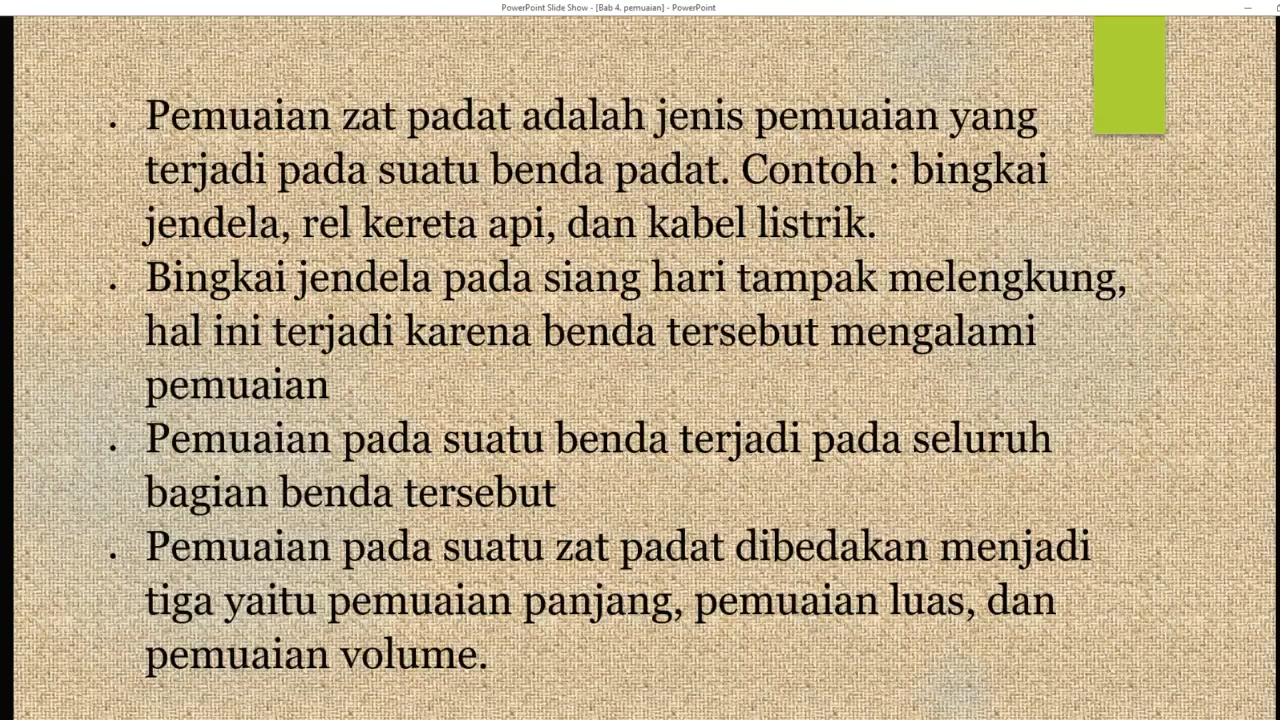 PowerPoint Slide Show - [Bab 4. pemuaian] - PowerPoint
. Pemuaian zat padat adalah jenis pemuaian yang
terjadi pada suatu benda padat. Contoh : bingkai
jendela, rel kereta api, dan kabel listrik.
. Bingkai jendela pada siang hari tampak melengkung,
hal ini terjadi karena benda tersebut mengalami
pemuaian
. Pemuaian pada suatu benda terjadi pada seluruh
bagian benda tersebut
. Pemuaian pada suatu zat padat dibedakan menjadi
tiga yaitu pemuaian panjang, pemuaian luas, dan
pemuaian volume.